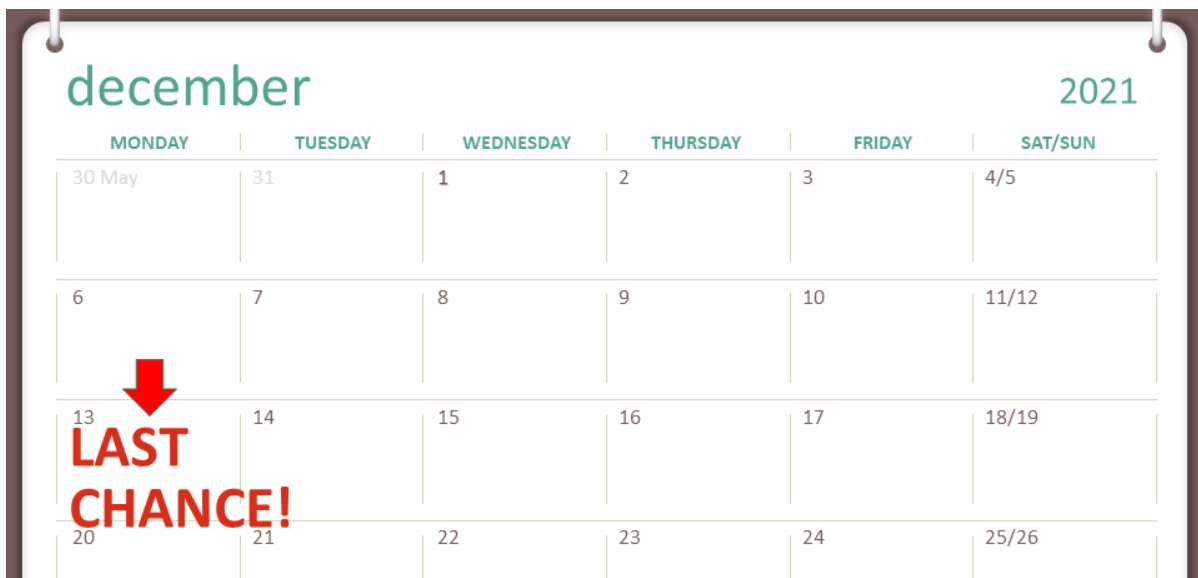 december 2021
MONDAY TUESDAY WEDNESDAY THURSDAY FRIDAY SAT/SUN
30 May 31 1 2 3 4/5
6 7 8 9 10 11/12
13 14 15 16 17 18/19
LAST
CHANCE!
20 21 22 23 24 25/26